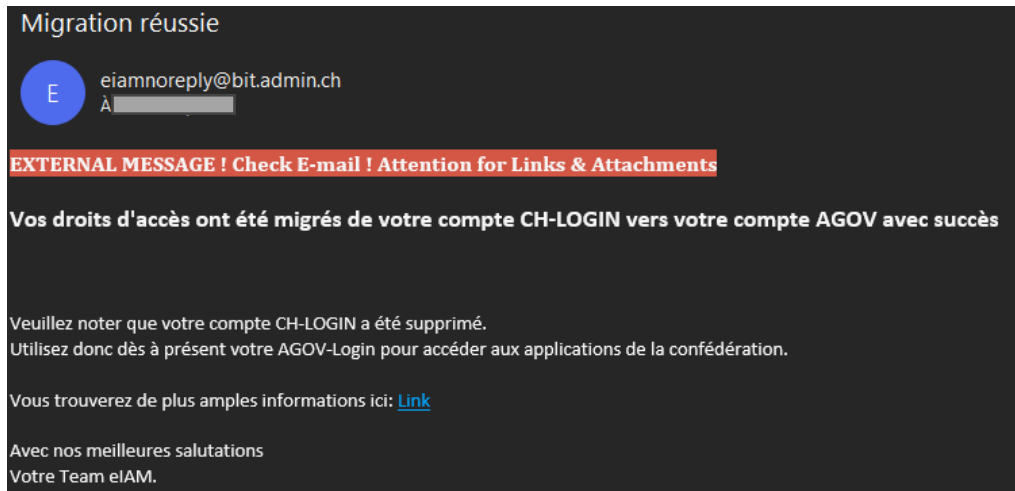 Migration réussie
E
eiamnoreply@bit.admin.ch
À
EXTERNAL MESSAGE ! Check E-mail ! Attention for Links & Attachments
Vos droits d'accès ont été migrés de votre compte CH-LOGIN vers votre compte AGOV avec succès
Veuillez noter que votre compte CH-LOGIN a été supprimé.
Utilisez donc dès à présent votre AGOV-Login pour accéder aux applications de la confédération.
Vous trouverez de plus amples informations ici: Link
Avec nos meilleures salutations
Votre Team eIAM.